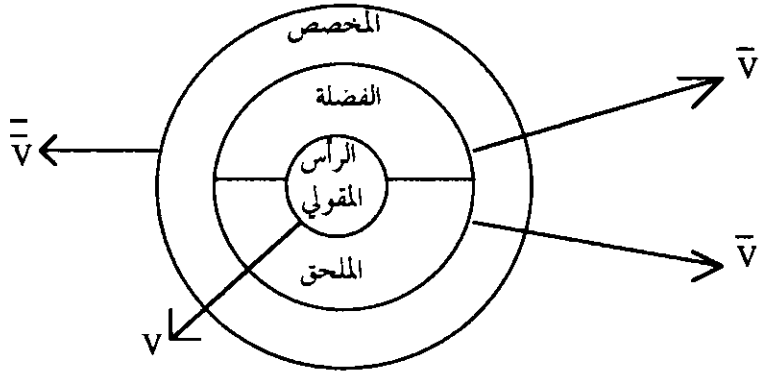 المخصص
V̄
الفضلة
V̿
الرأس
المقولي
V̄
الملحق
V